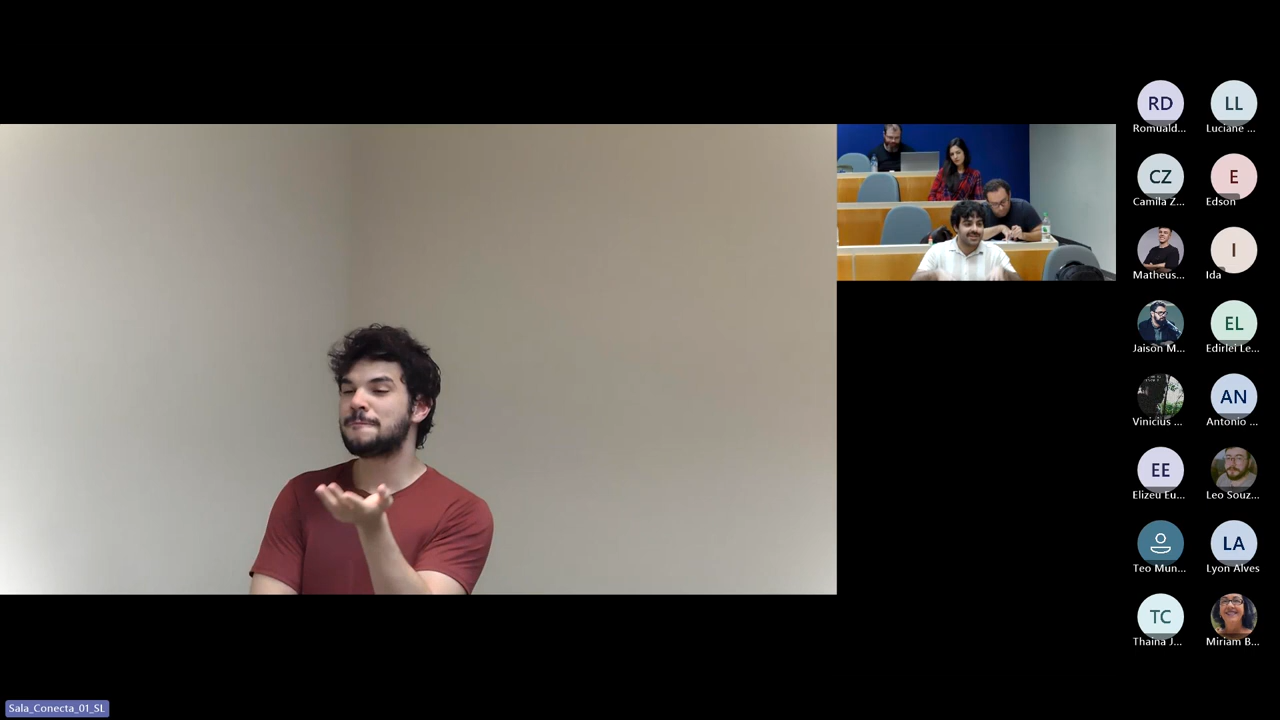 RD
LL
Romuald...
Luciane ...
CZ
E
Camila Z...
Edson
I
Matheus...
Ida
EL
Jaison M...
Edirlei Le...
AN
Vinicius ...
Antonio ...
EE
Elizeu Eu...
Leo Souz...
LA
Teo Mun...
Lyon Alves
TC
Thaina J...
Miriam B...
Sala_Conecta_01_SL